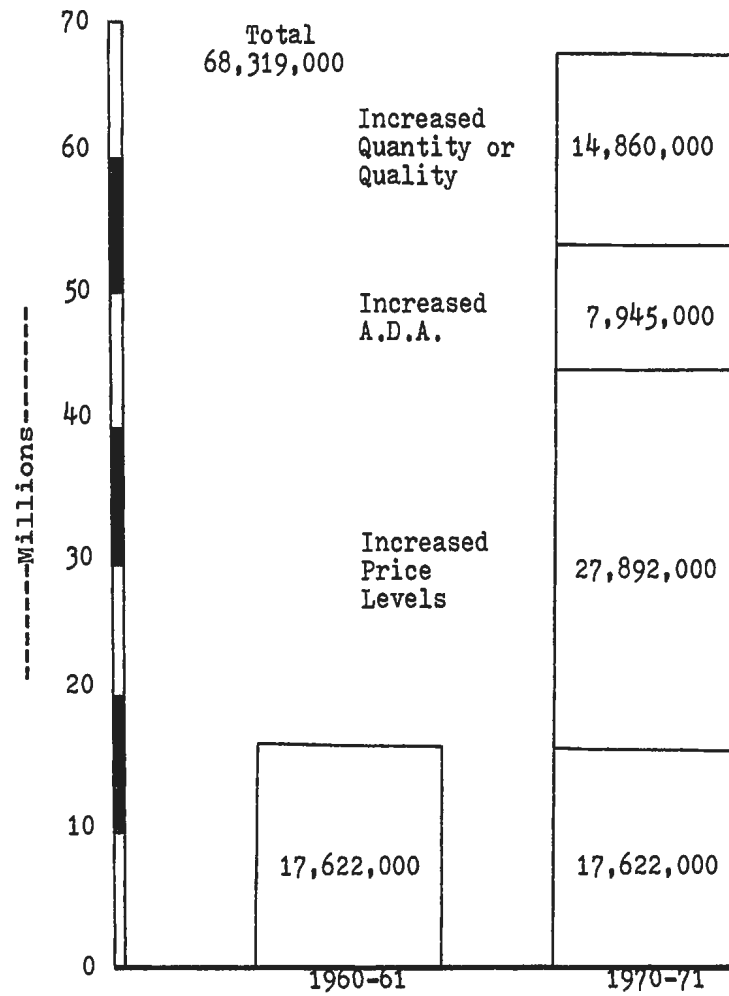 70
Total
68,319,000
Increased
Quantity or
Quality
14,860,000
60
50
Increased
A.D.A.
7,945,000
40
-------Millions-------
Increased
Price
Levels
27,892,000
30
20
10
17,622,000
17,622,000
0
1960-61
1970-71